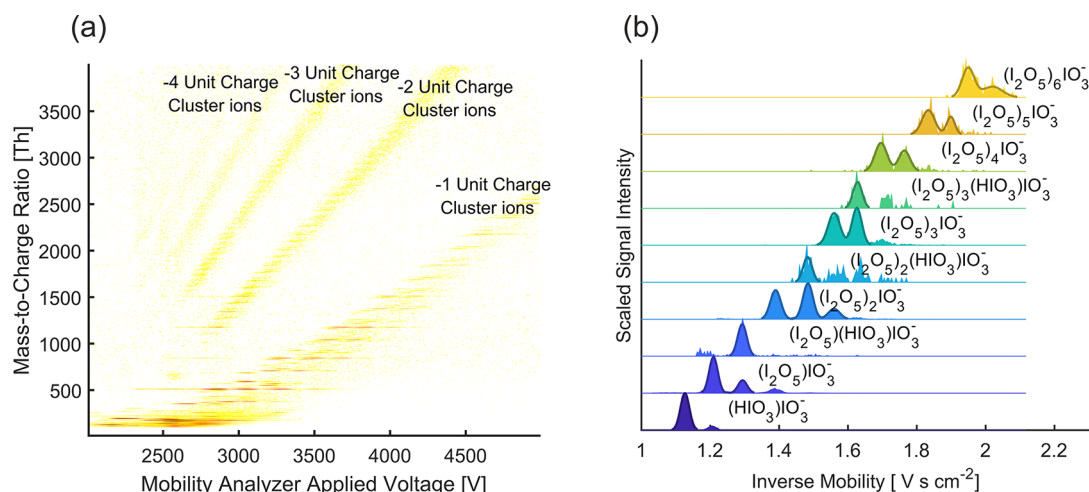 (a)
-4 Unit Charge
Cluster ions
-3 Unit Charge
Cluster ions
-2 Unit Charge
Cluster ions
-1 Unit Charge
Cluster ions
3500
3000
2500
2000
1500
1000
500
2500 3000 3500 4000 4500
Mass-to-Charge Ratio [Th]
Mobility Analyzer Applied Voltage [V]
(b)
(I₂O₅)₆IO₃⁻
(I₂O₅)₅IO₃⁻
(I₂O₅)₄IO₃⁻
(I₂O₅)₃(HIO₃)IO₃⁻
(I₂O₅)₃IO₃⁻
(I₂O₅)₂(HIO₃)IO₃⁻
(I₂O₅)₂IO₃⁻
(I₂O₅)(HIO₃)IO₃⁻
(I₂O₅)IO₃⁻
(HIO₃)IO₃⁻
Scaled Signal Intensity
1 1.2 1.4 1.6 1.8 2 2.2
Inverse Mobility [ V s cm⁻²]